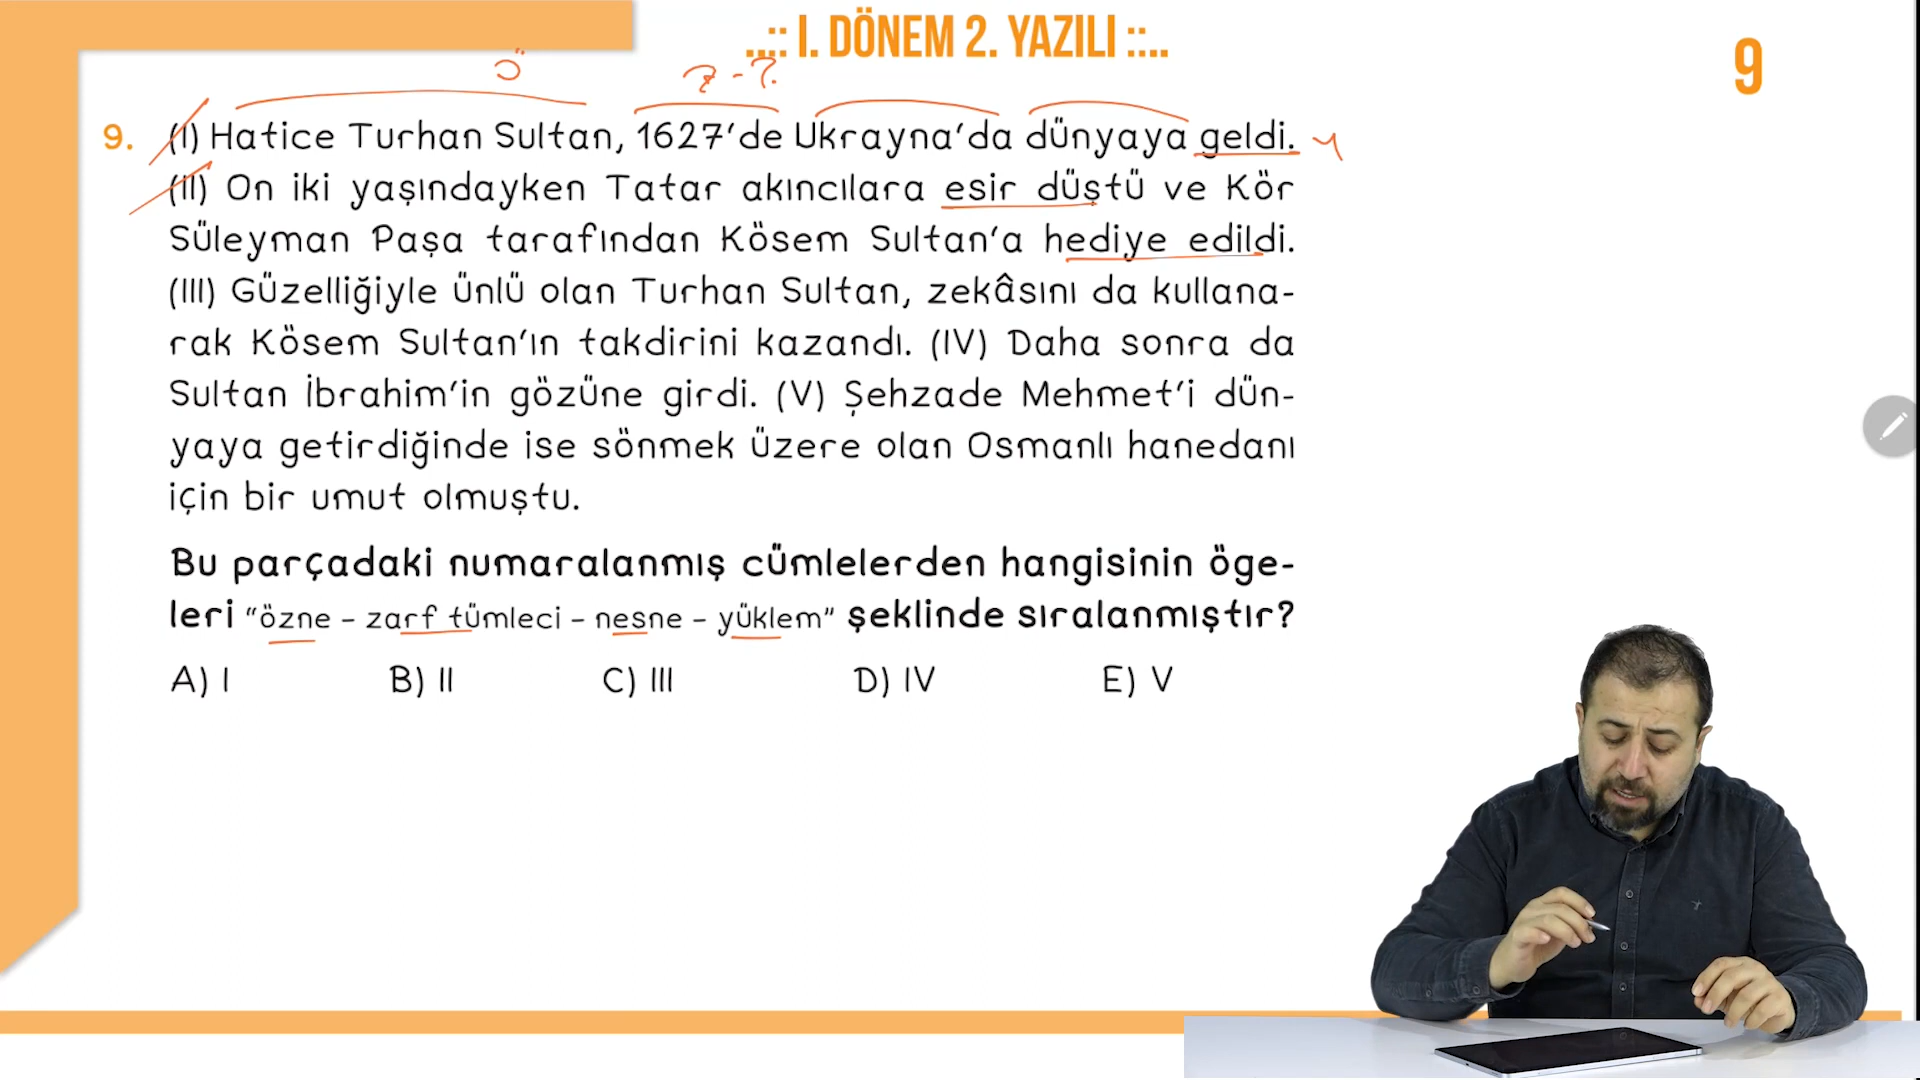 ..:: I. DÖNEM 2. YAZILI ::..
9
Ö
z - T.
9. (I) Hatice Turhan Sultan, 1627'de Ukrayna'da dünyaya geldi. y
(II) On iki yaşındayken Tatar akıncılara esir düştü ve Kör
Süleyman Paşa tarafından Kösem Sultan'a hediye edildi.
(III) Güzelliğiyle ünlü olan Turhan Sultan, zekâsını da kullana-
rak Kösem Sultan'ın takdirini kazandı. (IV) Daha sonra da
Sultan İbrahim'in gözüne girdi. (V) Şehzade Mehmet'i dün-
yaya getirdiğinde ise sönmek üzere olan Osmanlı hanedanı
için bir umut olmuştu.
Bu parçadaki numaralanmış cümlelerden hangisinin öge-
leri "özne - zarf tümleci - nesne - yüklem" şeklinde sıralanmıştır?
A) I B) II C) III D) IV E) V